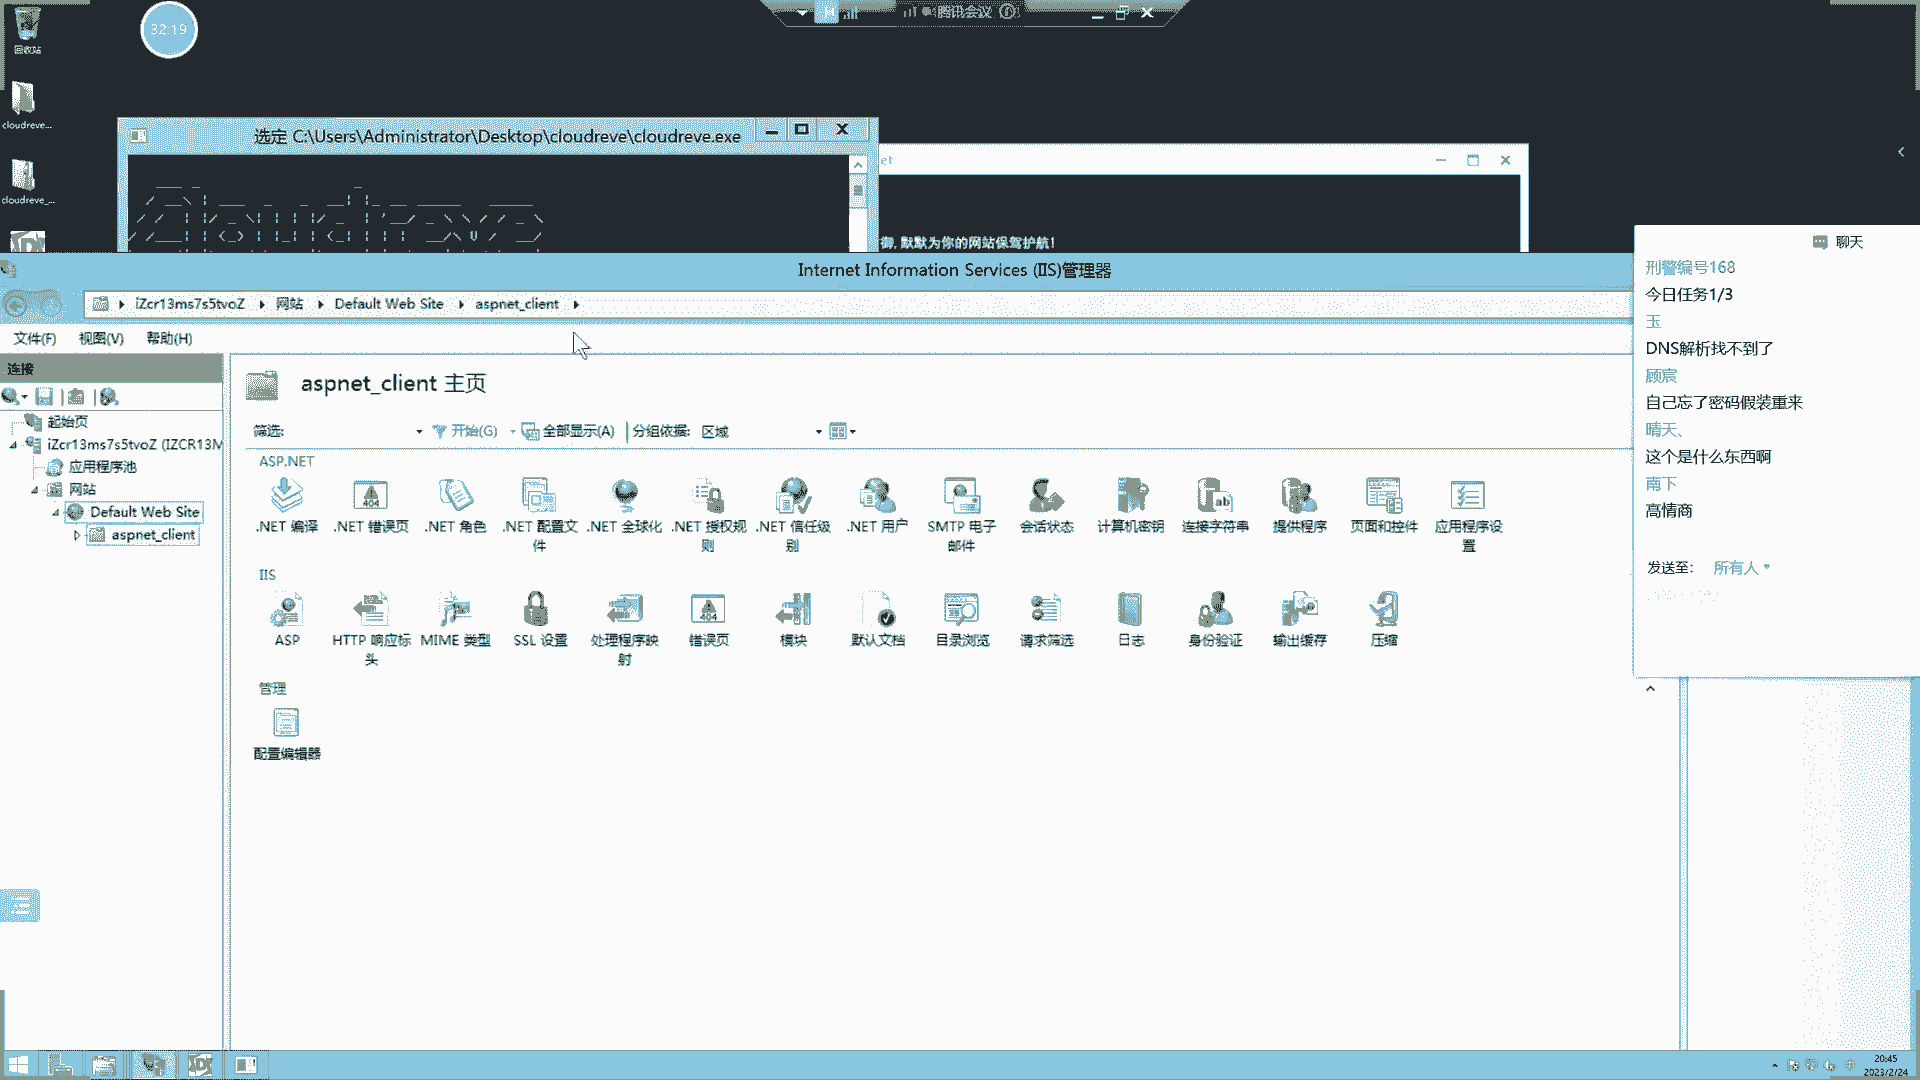 回收站
32:19
腾讯会议
cloudreve...
选定 C:\Users\Administrator\Desktop\cloudreve\cloudreve.exe
et
cloudreve_...
Cloudreve
御, 默默为你的网站保驾护航!
Internet Information Services (IIS)管理器
iZcr13ms7s5tvoZ
网站
Default Web Site
aspnet_client
文件(F)
视图(V)
帮助(H)
连接
起始页
iZcr13ms7s5tvoZ (IZCR13M
应用程序池
网站
Default Web Site
aspnet_client
aspnet_client 主页
筛选:
开始(G)
全部显示(A)
分组依据:
区域
ASP.NET
.NET 编译
.NET 错误页
.NET 角色
.NET 配置文件
.NET 全球化
.NET 授权规则
.NET 信任级别
.NET 用户
SMTP 电子邮件
会话状态
计算机密钥
连接字符串
提供程序
页面和控件
应用程序设置
IIS
ASP
HTTP 响应标头
MIME 类型
SSL 设置
处理程序映射
错误页
模块
默认文档
目录浏览
请求筛选
日志
身份验证
输出缓存
压缩
管理
配置编辑器
聊天
刑警编号168
今日任务1/3
玉
DNS解析找不到了
顾宸
自己忘了密码假装重来
晴天、
这个是什么东西啊
南下
高情商
发送至:
所有人
20:45
2023/2/24